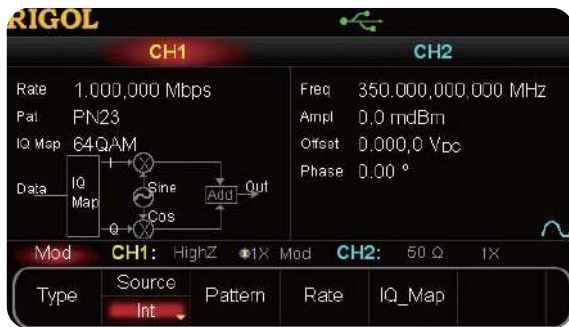 RIGOL
CH1
CH2
Rate 1.000,000 Mbps
Pat PN23
IQ Map 64QAM
Data
IQ Map
I
Q
Sine
Cos
Add
Out
Freq 350.000,000,000 MHz
Ampl 0.0 mdBm
Offset 0.000,0 VDC
Phase 0.00 °
Mod CH1: HighZ 1X Mod CH2: 50 Ω 1X
Type
Source
Int
Pattern
Rate
IQ_Map